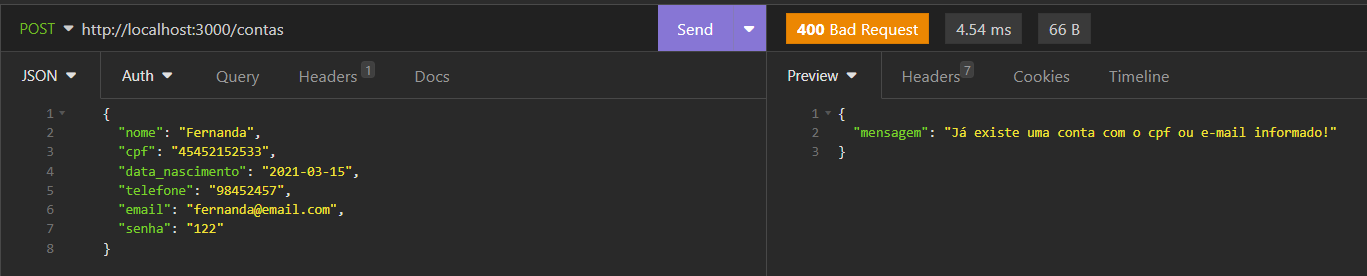 POST http://localhost:3000/contas Send
JSON Auth Query Headers 1 Docs
1 {
2 "nome": "Fernanda",
3 "cpf": "45452152533",
4 "data_nascimento": "2021-03-15",
5 "telefone": "98452457",
6 "email": "fernanda@email.com",
7 "senha": "122"
8 }
400 Bad Request 4.54 ms 66 B
Preview Headers 7 Cookies Timeline
1 {
2 "mensagem": "Já existe uma conta com o cpf ou e-mail informado!"
3 }